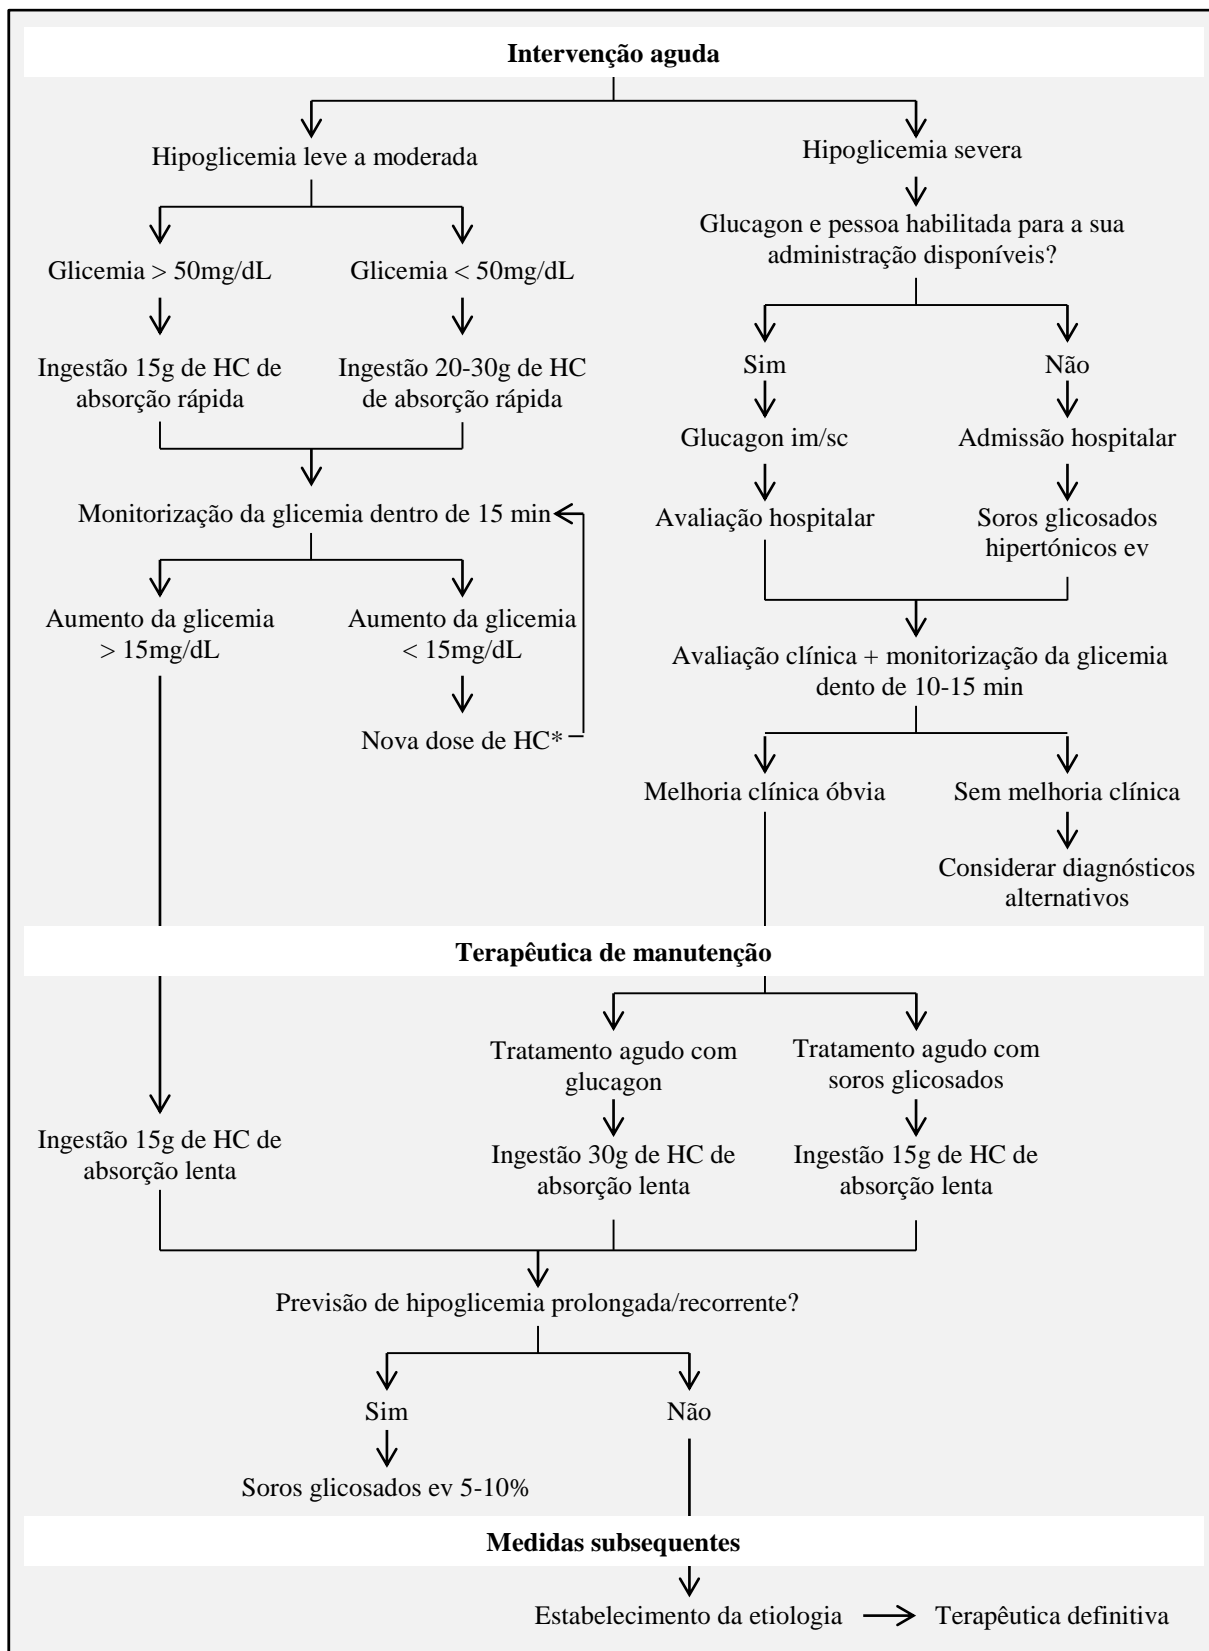 Intervenção aguda
Hipoglicemia leve a moderada
Hipoglicemia severa
Glicemia > 50mg/dL
Glicemia < 50mg/dL
Glucagon e pessoa habilitada para a sua
administração disponíveis?
Ingestão 15g de HC de
absorção rápida
Ingestão 20-30g de HC
de absorção rápida
Sim
Não
Glucagon im/sc
Admissão hospitalar
Monitorização da glicemia dentro de 15 min
Avaliação hospitalar
Soros glicosados
hipertónicos ev
Aumento da glicemia
> 15mg/dL
Aumento da glicemia
< 15mg/dL
Avaliação clínica + monitorização da glicemia
dento de 10-15 min
Nova dose de HC*
Melhoria clínica óbvia
Sem melhoria clínica
Considerar diagnósticos
alternativos
Terapêutica de manutenção
Tratamento agudo com
glucagon
Tratamento agudo com
soros glicosados
Ingestão 15g de HC de
absorção lenta
Ingestão 30g de HC de
absorção lenta
Ingestão 15g de HC de
absorção lenta
Previsão de hipoglicemia prolongada/recorrente?
Sim
Não
Soros glicosados ev 5-10%
Medidas subsequentes
Estabelecimento da etiologia
Terapêutica definitiva